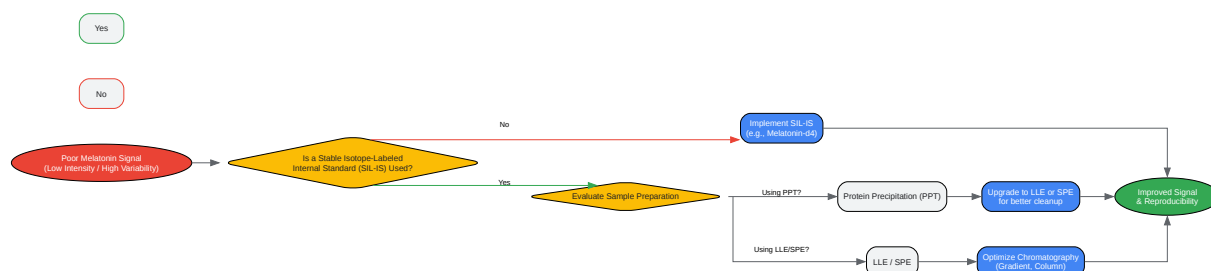 Yes
No
Poor Melatonin Signal
(Low Intensity / High Variability)
Is a Stable Isotope-Labeled
Internal Standard (SIL-IS) Used?
No
Implement SIL-IS
(e.g., Melatonin-d4)
Yes
Evaluate Sample Preparation
Using PPT?
Protein Precipitation (PPT)
Upgrade to LLE or SPE
for better cleanup
Improved Signal
& Reproducibility
Using LLE/SPE?
LLE / SPE
Optimize Chromatography
(Gradient, Column)